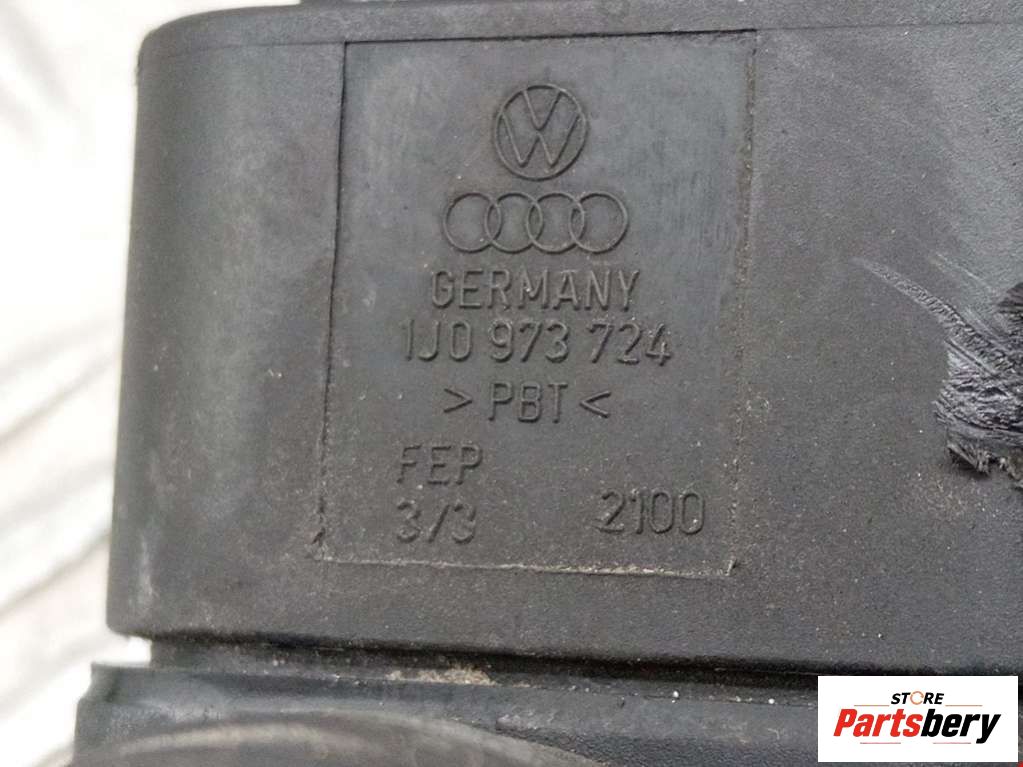 GERMANY
1J0 973 724
> PBT <
FEP
3/3 2100
STORE
Partsbery